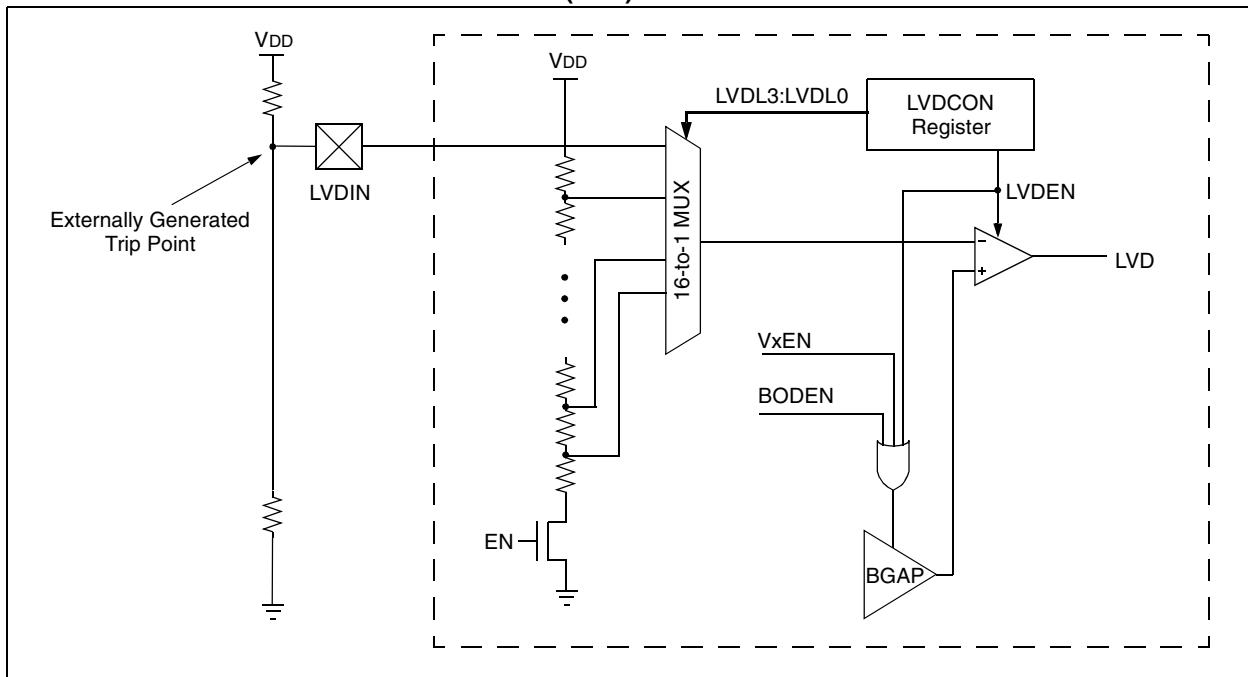 VDD
VDD
LVDL3:LVDL0
LVDCON
Register
LVDIN
16-to-1 MUX
LVDEN
Externally Generated
Trip Point
–
+
LVD
VxEN
BODEN
EN
BGAP